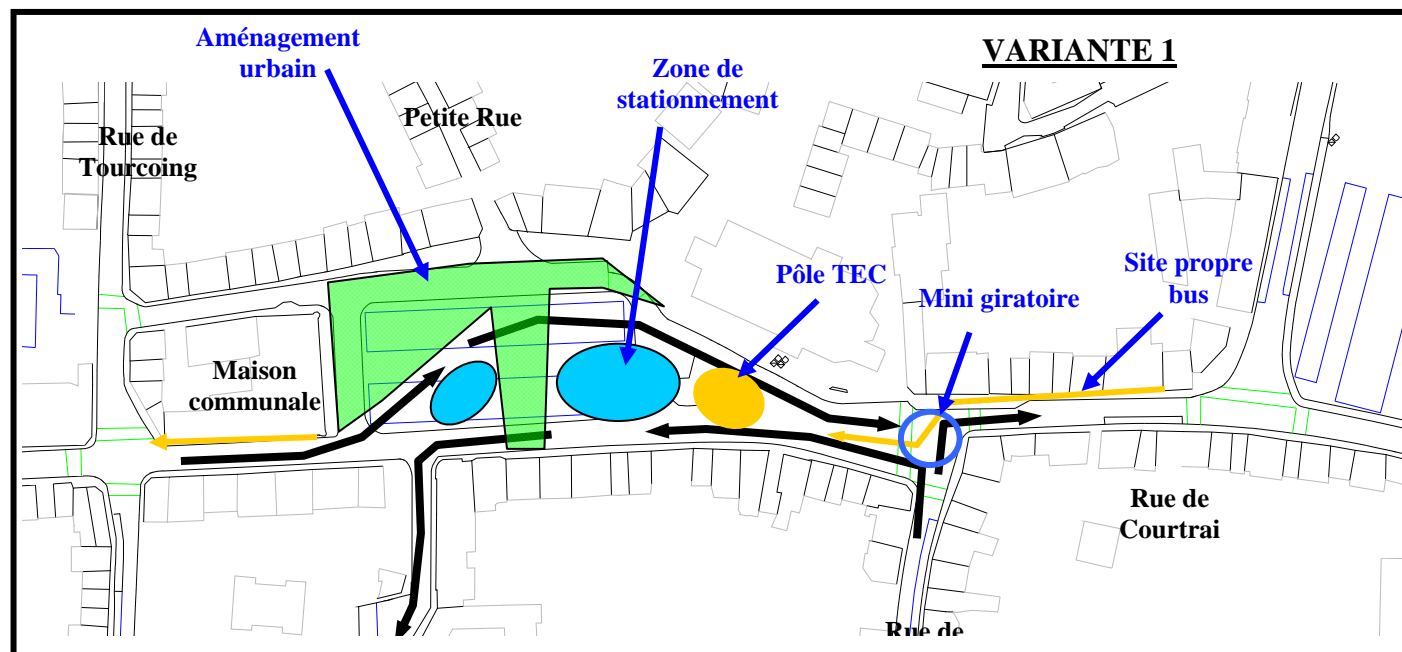 VARIANTE 1
Aménagement
urbain
Zone de
stationnement
Petite Rue
Rue de
Tourcoing
Pôle TEC
Mini giratoire
Site propre
bus
Maison
communale
Rue de
Courtrai
Rue de